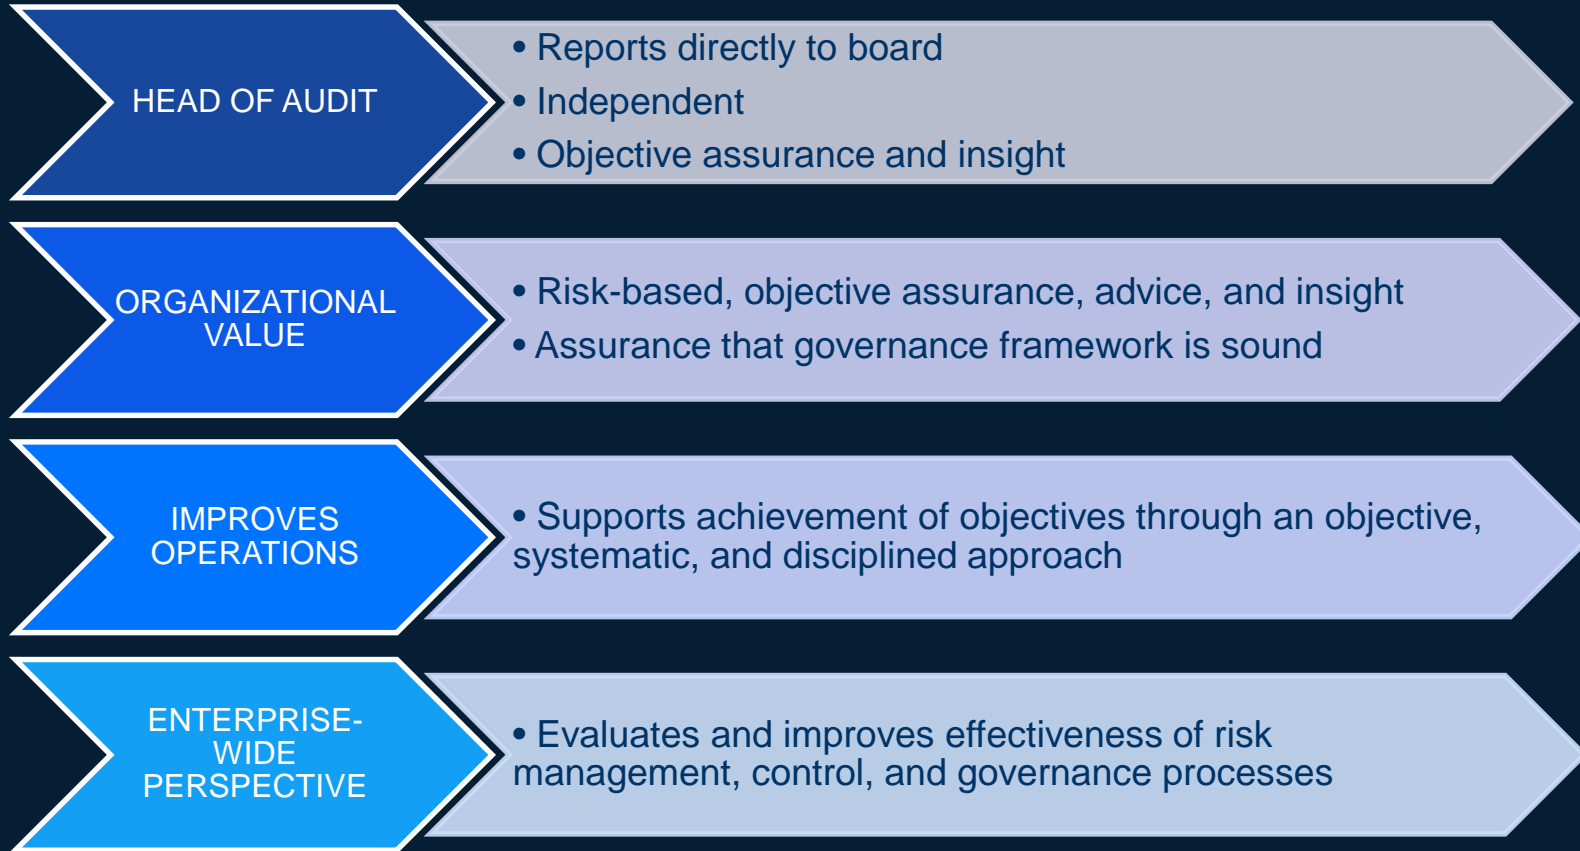 HEAD OF AUDIT
• Reports directly to board
• Independent
• Objective assurance and insight
ORGANIZATIONAL
VALUE
• Risk-based, objective assurance, advice, and insight
• Assurance that governance framework is sound
IMPROVES
OPERATIONS
• Supports achievement of objectives through an objective,
systematic, and disciplined approach
ENTERPRISE-
WIDE
PERSPECTIVE
• Evaluates and improves effectiveness of risk
management, control, and governance processes